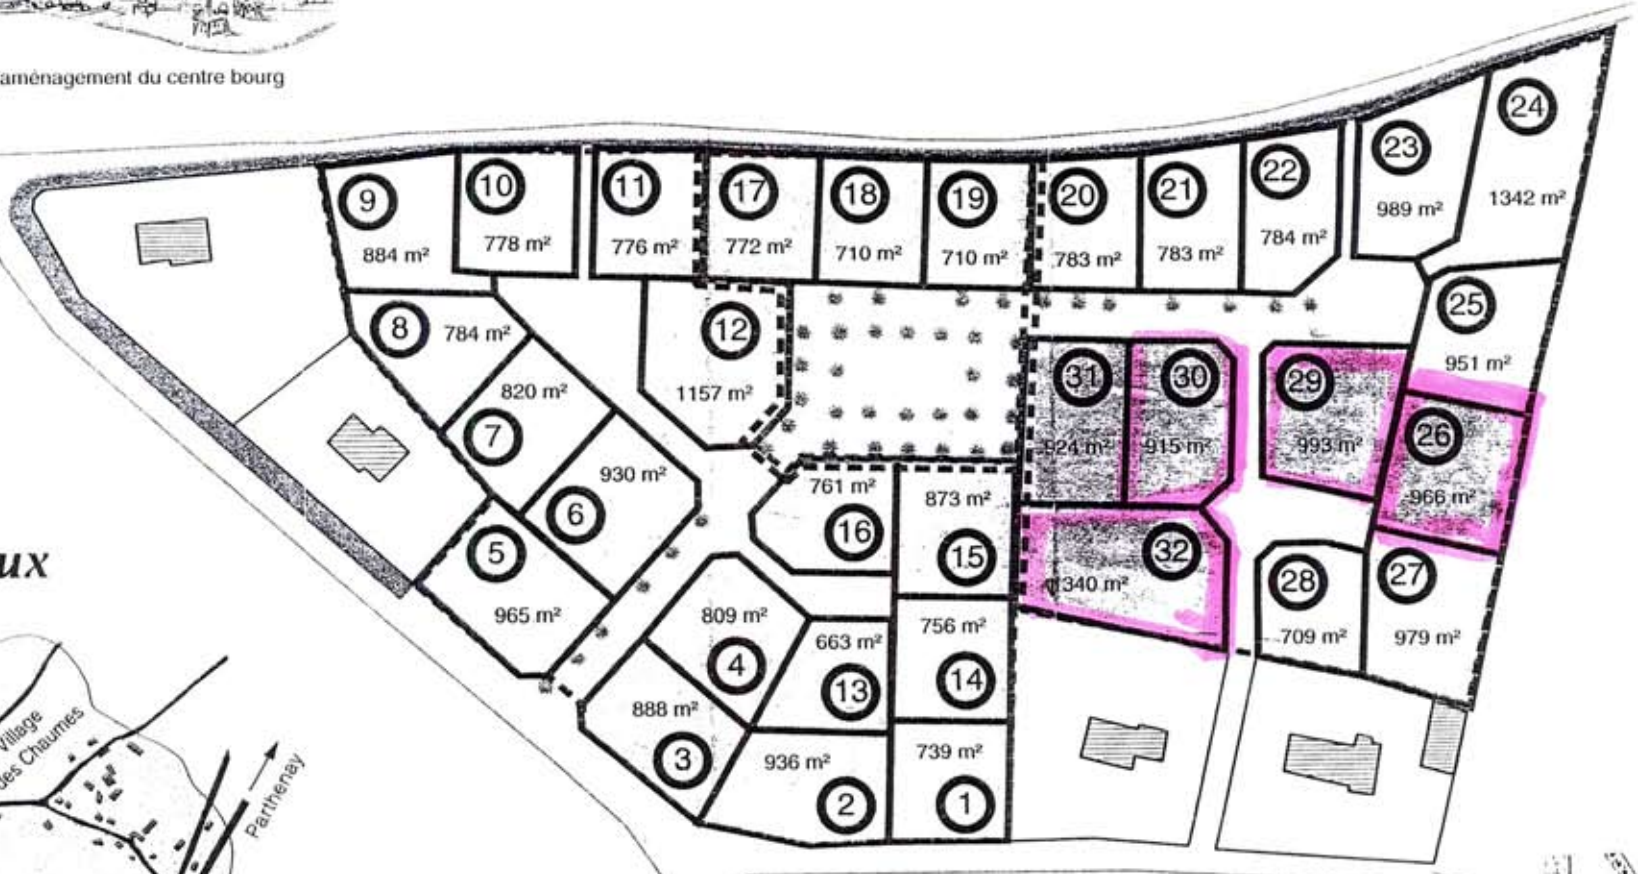 aménagement du centre bourg
24
1342 m²
23
989 m²
22
784 m²
21
783 m²
20
783 m²
19
710 m²
18
710 m²
17
772 m²
11
776 m²
10
778 m²
9
884 m²
8
784 m²
12
1157 m²
25
951 m²
31
924 m²
30
915 m²
29
993 m²
26
966 m²
7
820 m²
6
930 m²
5
965 m²
16
761 m²
15
873 m²
32
1340 m²
28
709 m²
27
979 m²
4
809 m²
13
663 m²
14
756 m²
3
888 m²
2
936 m²
1
739 m²
ux
Village
des Chaumes
Parthenay